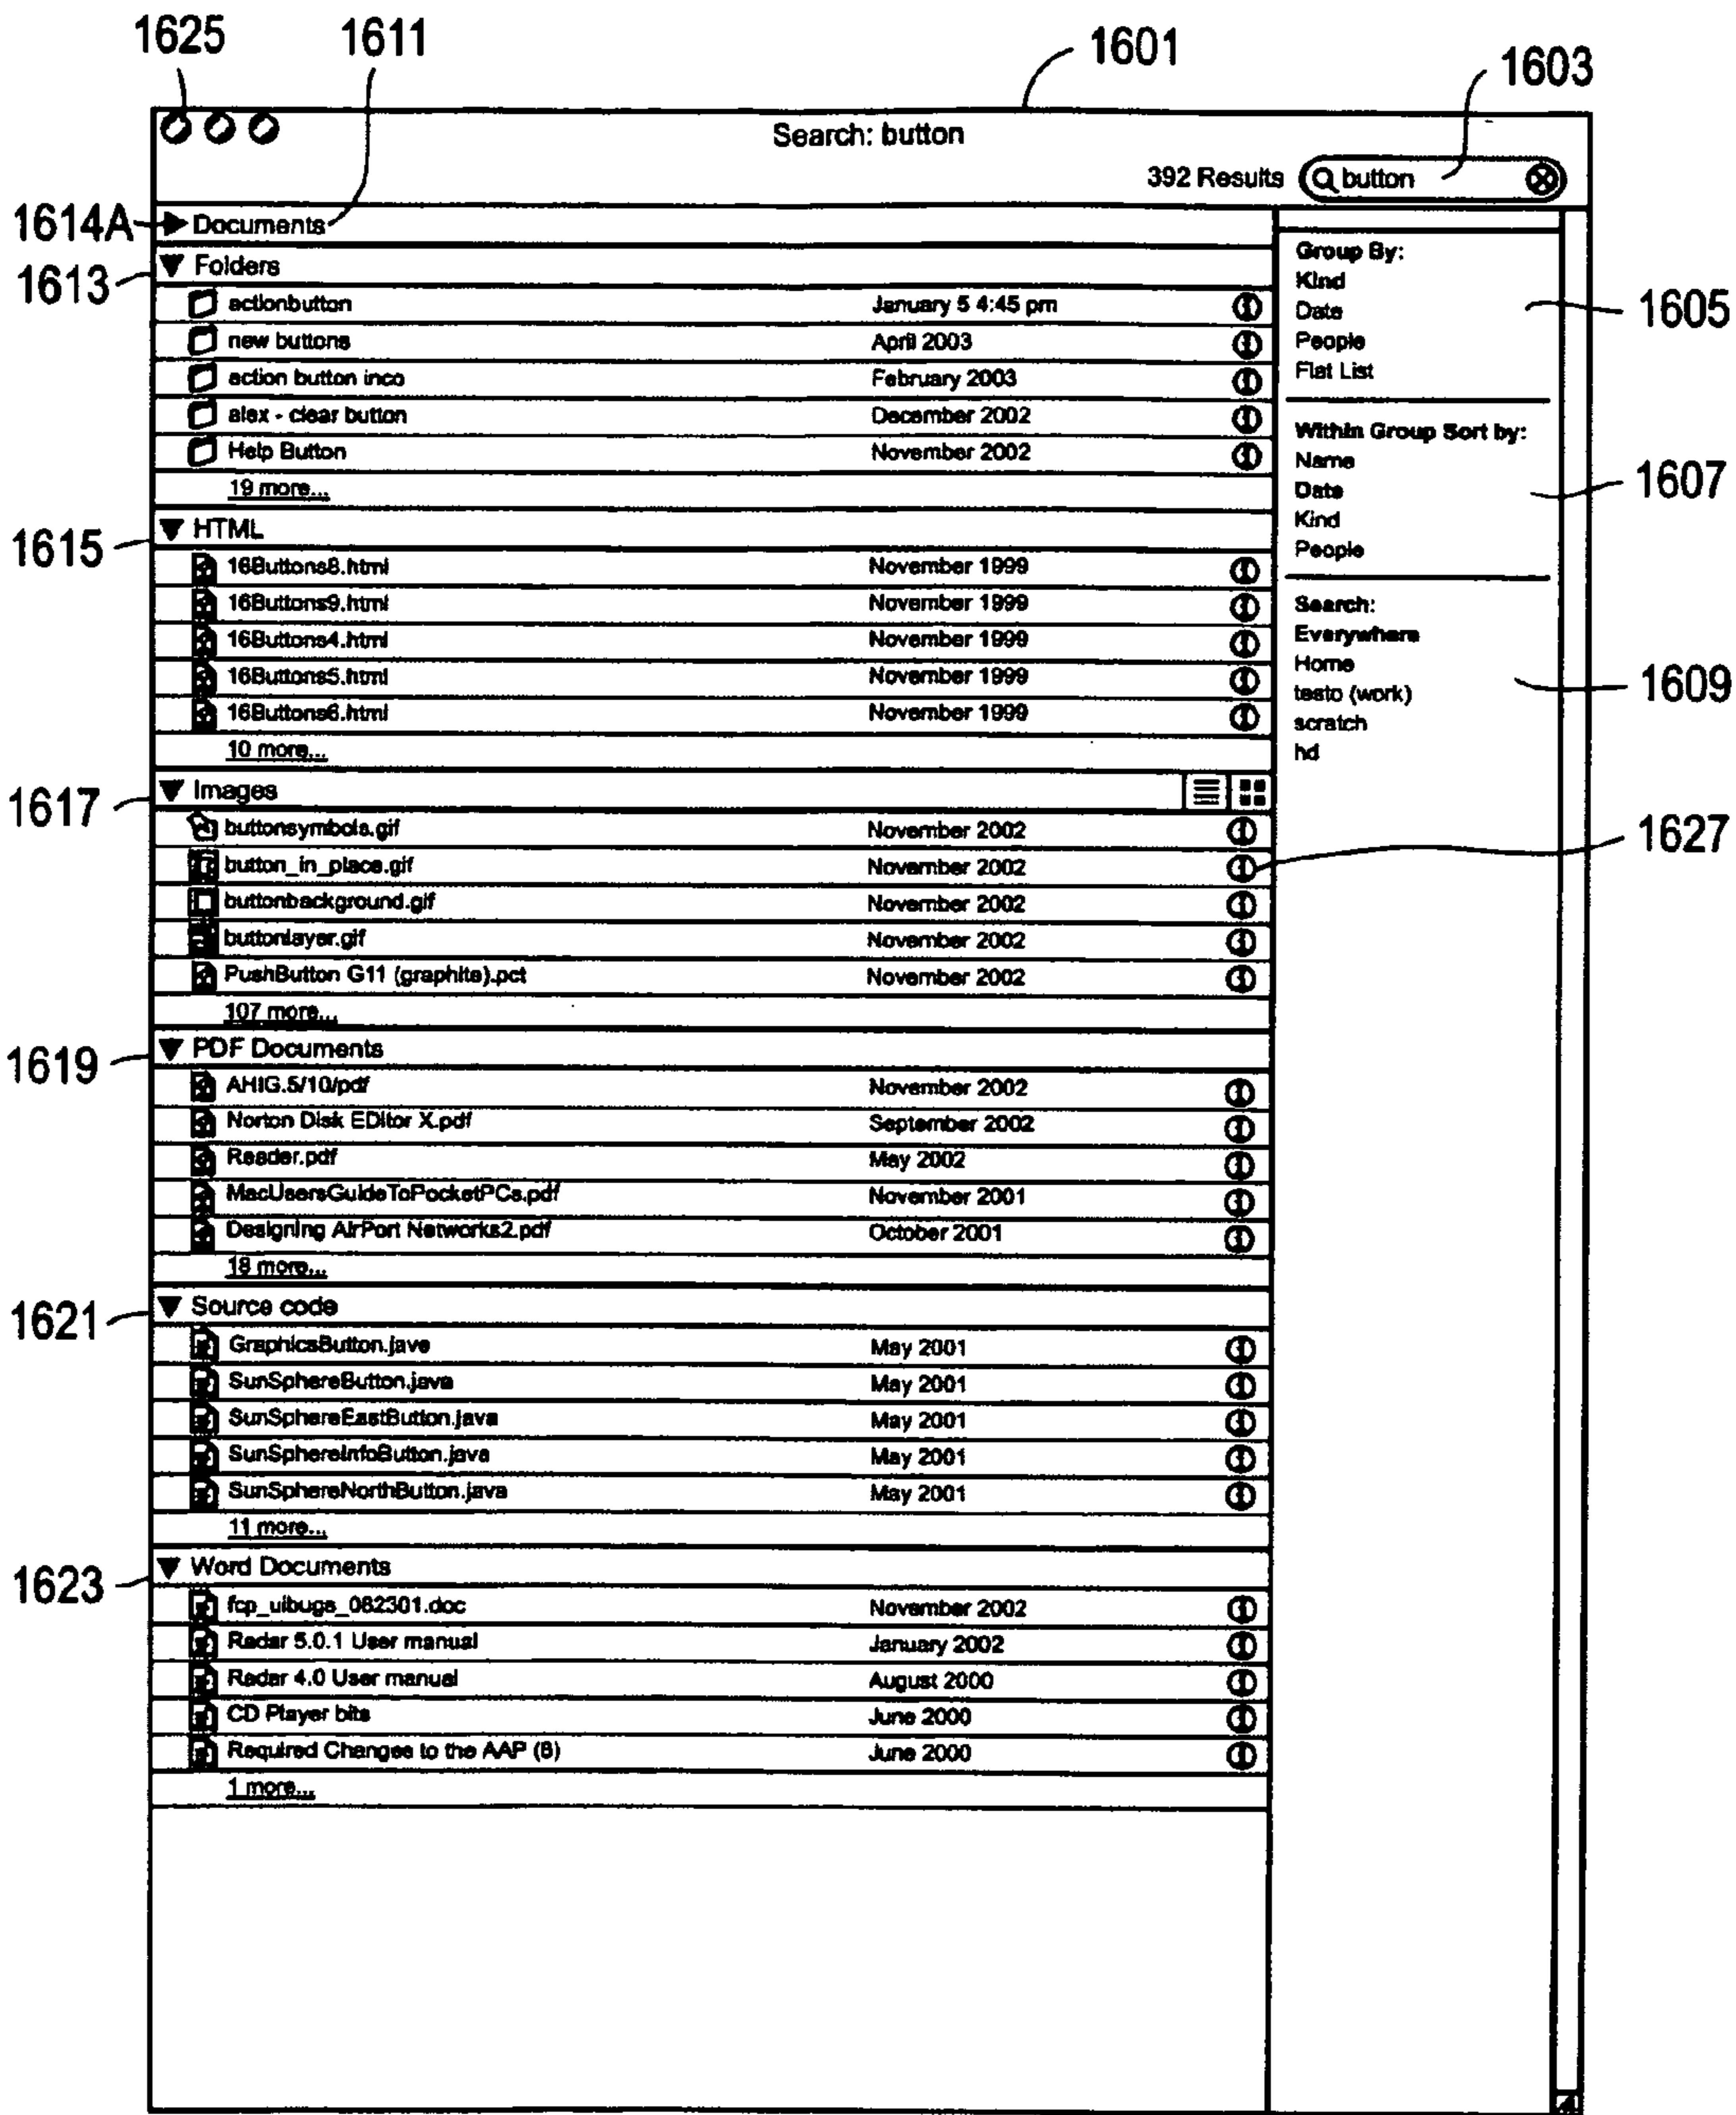 1625 1611 1601 1603
Search: button
392 Results button
1614A Documents
1613 Folders
actionbutton January 5 4:45 pm
new buttons April 2003
action button inco February 2003
alex - clear button December 2002
Help Button November 2002
19 more...
1615 HTML
16Buttons8.html November 1999
16Buttons9.html November 1999
16Buttons4.html November 1999
16Buttons5.html November 1999
16Buttons6.html November 1999
10 more...
1617 Images
buttonsymbols.gif November 2002
button_in_place.gif November 2002
buttonbackground.gif November 2002
buttonlayer.gif November 2002
PushButton G11 (graphite).pct November 2002
107 more...
1619 PDF Documents
AHIG.5/10/pdf November 2002
Norton Disk EDitor X.pdf September 2002
Reader.pdf May 2002
MacUsersGuideToPocketPCs.pdf November 2001
Designing AirPort Networks2.pdf October 2001
18 more...
1621 Source code
GraphicsButton.jave May 2001
SunSphereButton.java May 2001
SunSphereEastButton.java May 2001
SunSphereInfoButton.java May 2001
SunSphereNorthButton.java May 2001
11 more...
1623 Word Documents
fcp_uibugs_082301.doc November 2002
Radar 5.0.1 User manual January 2002
Radar 4.0 User manual August 2000
CD Player bits June 2000
Required Changes to the AAP (6) June 2000
1 more...
Group By:
Kind
Date
People
Flat List
1605
Within Group Sort by:
Name
Date
Kind
People
1607
Search:
Everywhere
Home
testo (work)
scratch
hd
1609
1627